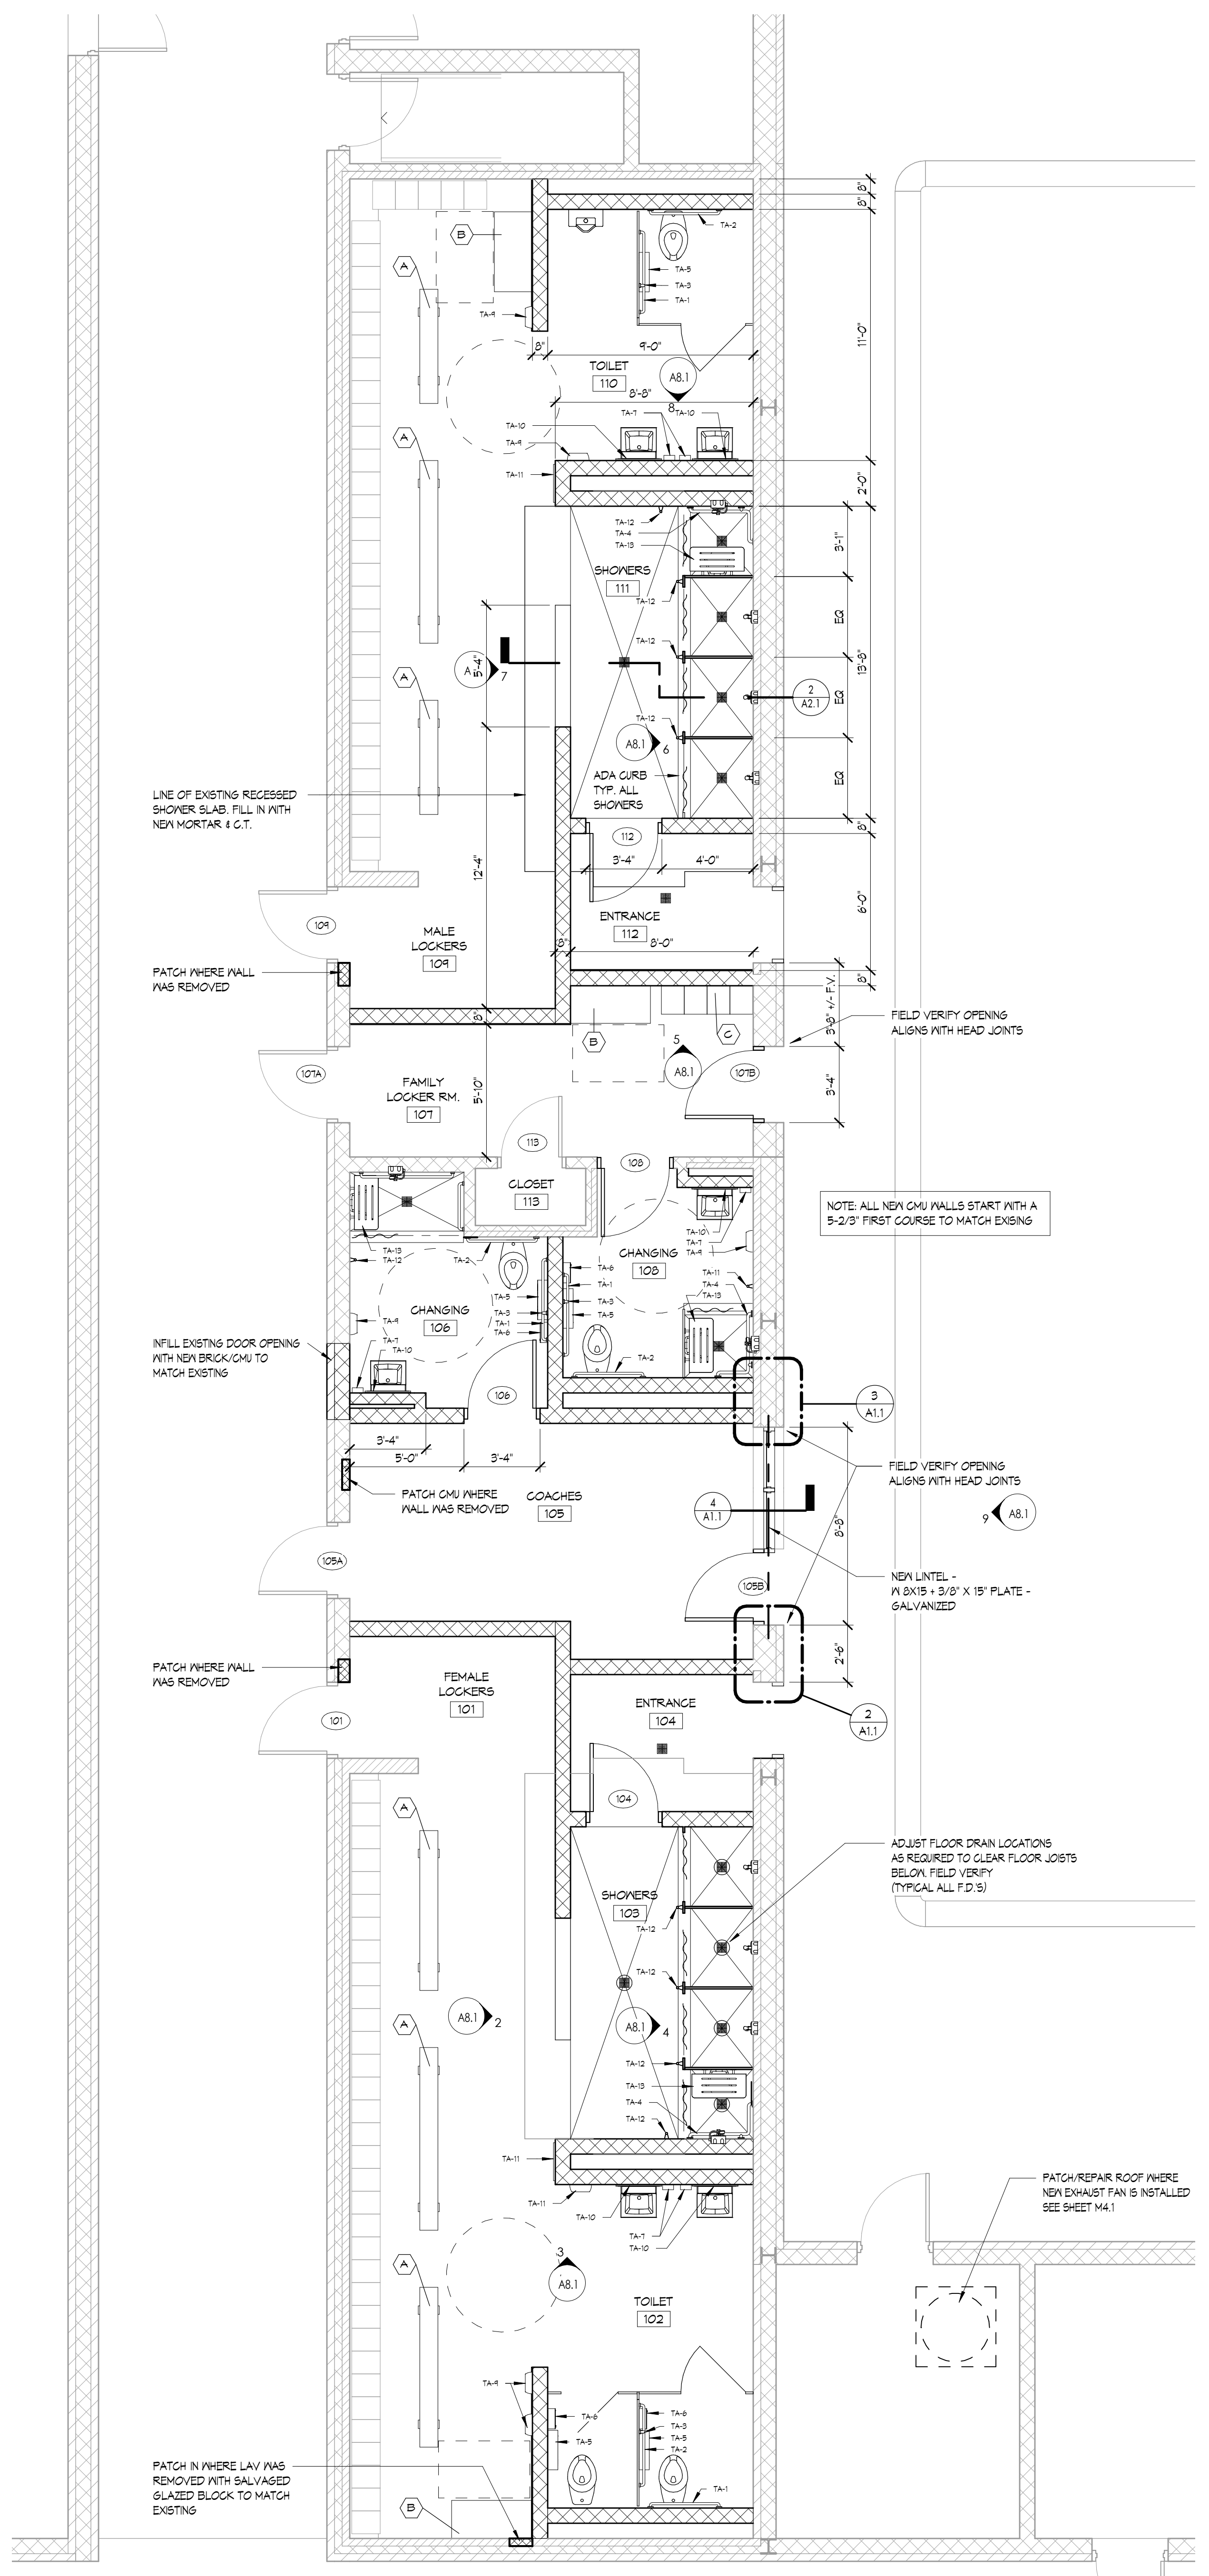 8"
8"
B
TA-2
A
TA-5
TA-3
TA-1
TA-9
11'-0"
8"
9'-0"
TOILET
110
A8.1
8
8'-8"
TA-7
TA-10
TA-10
A
TA-9
TA-11
2'-0"
TA-12
TA-4
TA-13
3'-1"
SHOWERS
111
TA-12
EQ
TA-12
13'-8"
5'-4"
A
7
A
2
A2.1
EQ
TA-12
A8.1
6
ADA CURB
TYP. ALL
SHOWERS
EQ
LINE OF EXISTING RECESSED
SHOWER SLAB. FILL IN WITH
NEW MORTAR & C.T.
112
8"
3'-4"
4'-0"
12'-4"
6'-0"
109
MALE
LOCKERS
109
ENTRANCE
112
8"
8'-0"
PATCH WHERE WALL
WAS REMOVED
8"
3'-8" +/- F.V.
8"
B
C
FIELD VERIFY OPENING
ALIGNS WITH HEAD JOINTS
5
A8.1
107A
107B
FAMILY
LOCKER RM.
107
5'-10"
3'-4"
113
108
CLOSET
113
NOTE: ALL NEW CMU WALLS START WITH A
5-2/3" FIRST COURSE TO MATCH EXISING
TA-10
TA-7
TA-9
TA-13
TA-12
TA-2
CHANGING
108
TA-6
TA-1
TA-3
TA-5
TA-11
TA-4
TA-13
TA-5
TA-3
TA-1
TA-6
CHANGING
106
TA-9
TA-7
TA-10
TA-2
INFILL EXISTING DOOR OPENING
WITH NEW BRICK/CMU TO
MATCH EXISTING
106
3
A1.1
3'-4"
5'-0"
3'-4"
FIELD VERIFY OPENING
ALIGNS WITH HEAD JOINTS
PATCH CMU WHERE
WALL WAS REMOVED
COACHES
105
4
A1.1
8'-8"
9
A8.1
105A
105B
NEW LINTEL -
W 8X15 + 3/8" X 15" PLATE -
GALVANIZED
2'-6"
PATCH WHERE WALL
WAS REMOVED
FEMALE
LOCKERS
101
ENTRANCE
104
101
2
A1.1
104
A
ADJUST FLOOR DRAIN LOCATIONS
AS REQUIRED TO CLEAR FLOOR JOISTS
BELOW. FIELD VERIFY
(TYPICAL ALL F.D.'S)
SHOWERS
103
TA-12
TA-12
A8.1
2
A8.1
4
A
TA-12
TA-13
TA-4
TA-12
TA-11
TA-11
TA-10
TA-7
TA-10
PATCH/REPAIR ROOF WHERE
NEW EXHAUST FAN IS INSTALLED
SEE SHEET M4.1
3
A8.1
A
TOILET
102
TA-9
TA-6
TA-5
TA-6
TA-3
TA-5
TA-2
TA-1
PATCH IN WHERE LAV WAS
REMOVED WITH SALVAGED
GLAZED BLOCK TO MATCH
EXISTING
B